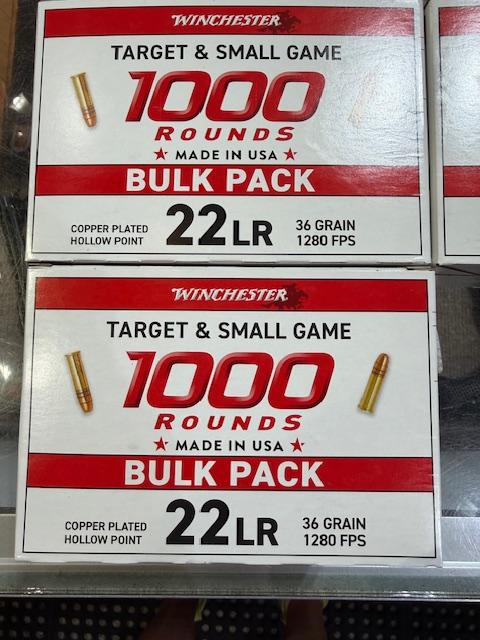 WINCHESTER
TARGET & SMALL GAME
1000
ROUNDS
★ MADE IN USA ★
BULK PACK
COPPER PLATED
HOLLOW POINT
22LR
36 GRAIN
1280 FPS
WINCHESTER
TARGET & SMALL GAME
1000
ROUNDS
★ MADE IN USA ★
BULK PACK
COPPER PLATED
HOLLOW POINT
22LR
36 GRAIN
1280 FPS